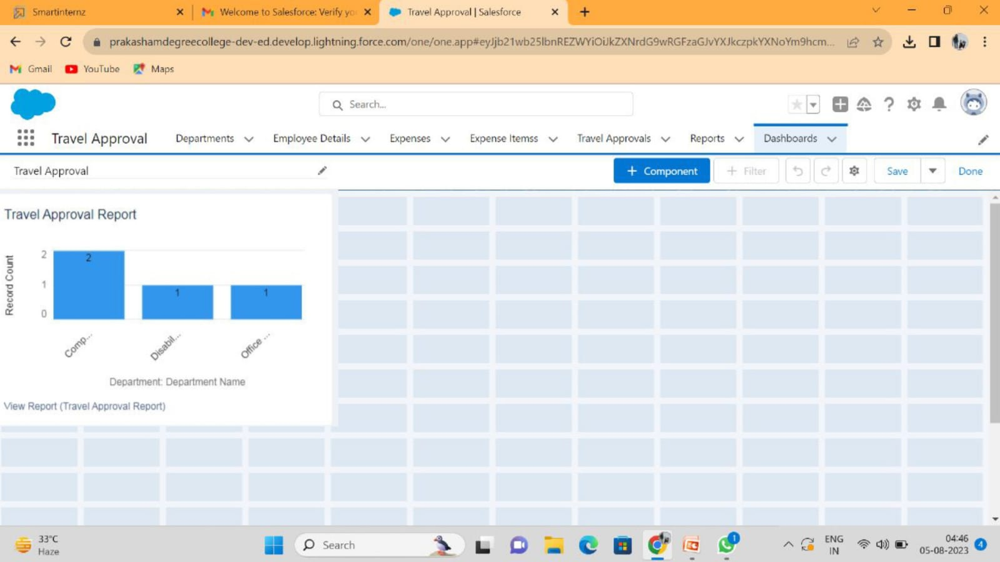 Smartinternz
Welcome to Salesforce: Verify yo
Travel Approval | Salesforce
prakashamdegreecollege-dev-ed.develop.lightning.force.com/one/one.app#eyJjb21wb25lbnREZWYiOiJkZXNrdG9wRGFzaGJvYXJkczpkYXNoYm9hcm...
Gmail
YouTube
Maps
Search...
Travel Approval
Departments
Employee Details
Expenses
Expense Itemss
Travel Approvals
Reports
Dashboards
Travel Approval
+ Component
+ Filter
Save
Done
Travel Approval Report
Record Count
2
1
0
2
1
1
Comp...
Disabil...
Office ...
Department: Department Name
View Report (Travel Approval Report)
33°C
Haze
Search
1
ENG
IN
04:46
05-08-2023
4